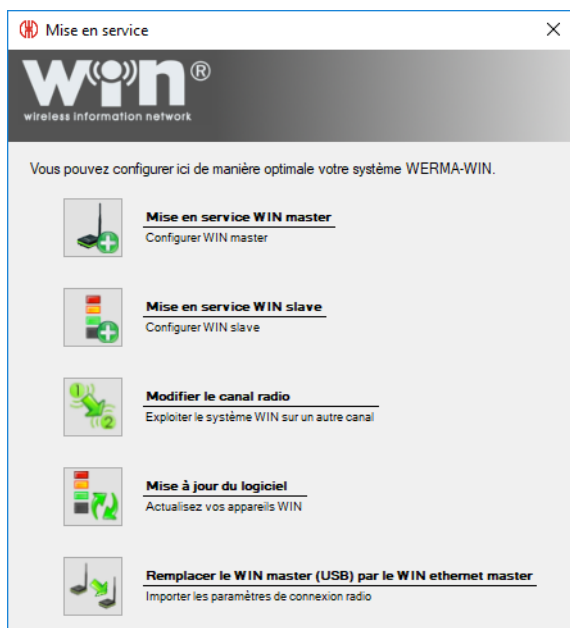 Mise en service
WIN®
wireless information network
Vous pouvez configurer ici de manière optimale votre système WERMA-WIN.
Mise en service WIN master
Configurer WIN master
Mise en service WIN slave
Configurer WIN slave
1
2
Modifier le canal radio
Exploiter le système WIN sur un autre canal
Mise à jour du logiciel
Actualisez vos appareils WIN
Remplacer le WIN master (USB) par le WIN ethernet master
Importer les paramètres de connexion radio